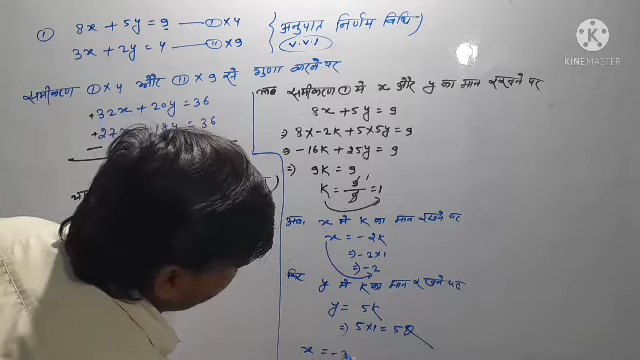 ① 8x + 5y = 9 —— ① × 4
3x + 2y = 4 —— ⑪ × 9
{ अनुपात निर्णय विधि }
(V.V.I)
समीकरण ① × 4 और ⑪ × 9 से गुणा करने पर
+32x + 20y = 36
+27x 18y = 36
समीकरण ① में x और y का मान रखने पर
8x + 5y = 9
⇒ 8 × -2K + 5 × 5y = 9
⇒ -16K + 25y = 9
⇒ 9K = 9
K = 9/9 = 1
अब x में K का मान रखने पर
x = -2K
⇒ -2×1
⇒ -2
फिर y में K का मान रखने पर
y = 5K
⇒ 5×1 = 5
x = -2
KINEMASTER